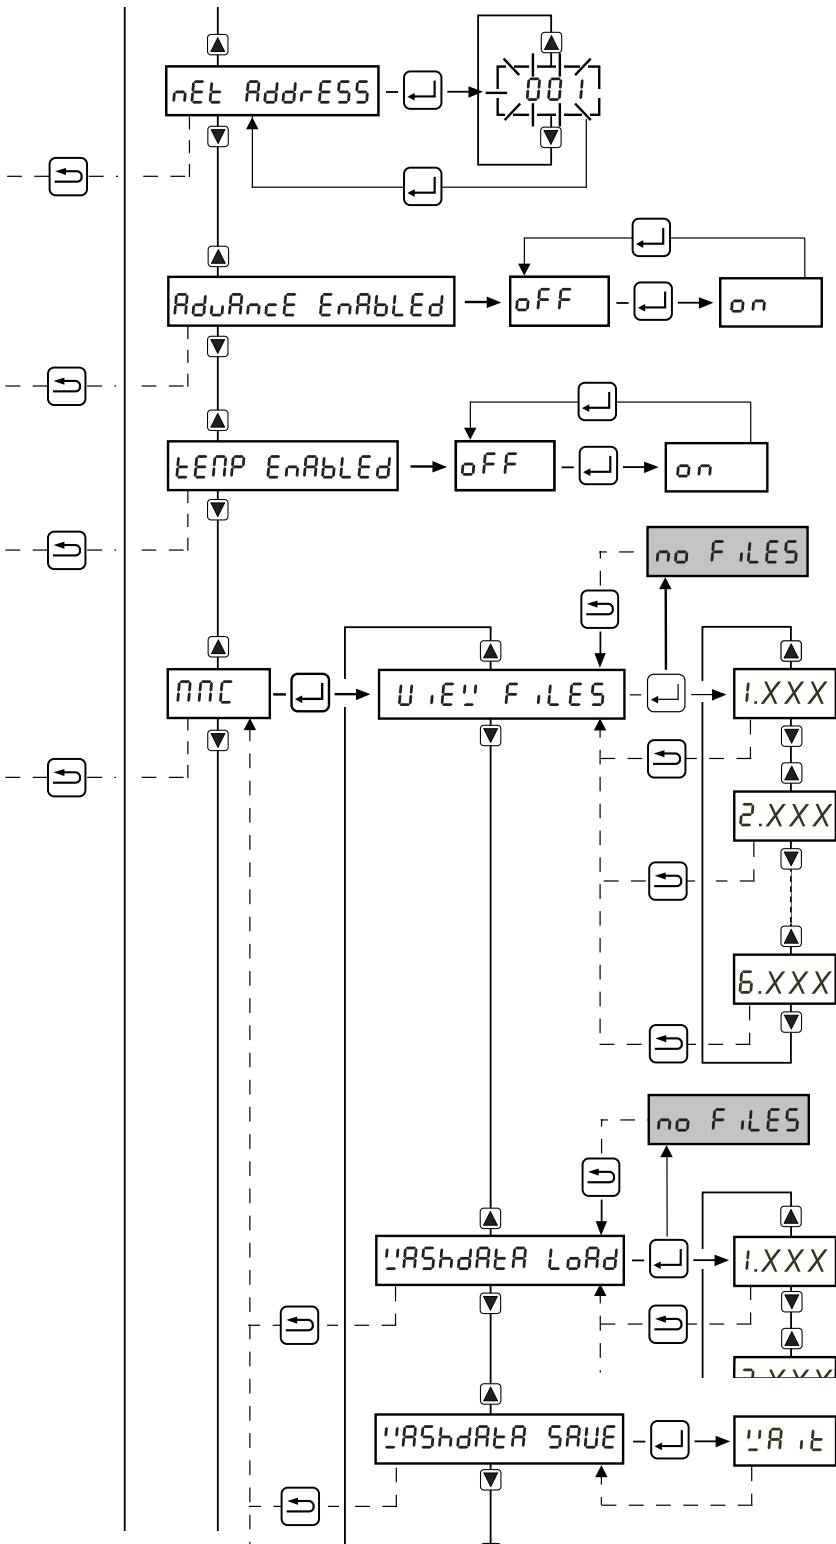 nEt AddrESS
001
AduAncE EnAbLEd
oFF
on
tEMP EnAbLEd
oFF
on
no FiLES
MMC
UiEW FiLES
1.XXX
2.XXX
6.XXX
no FiLES
WAShdAtA LoAd
1.XXX
WAShdAtA SAUE
WAit